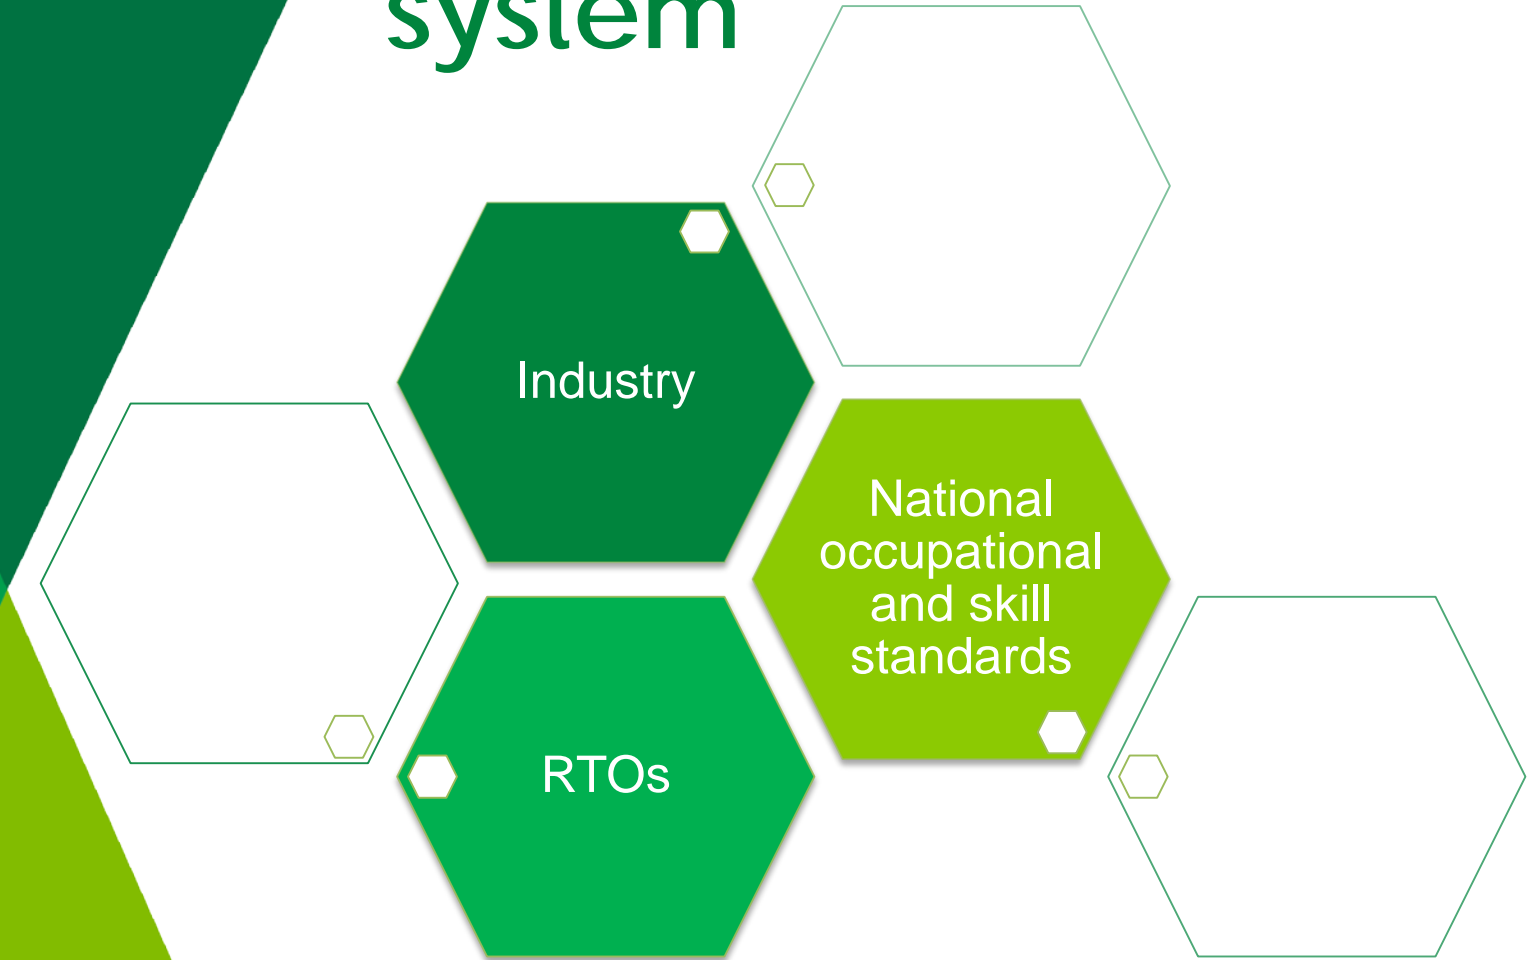 system
Industry
National
occupational
and skill
standards
RTOs